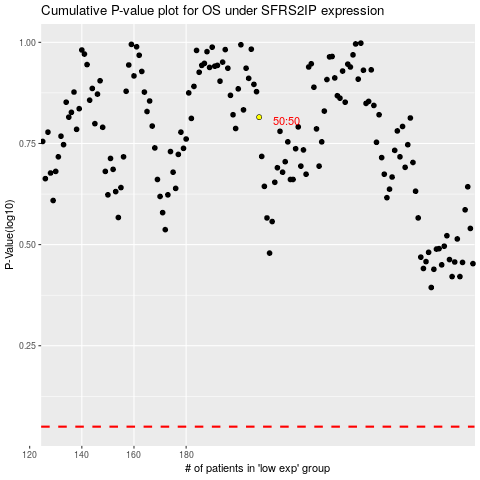 Cumulative P-value plot for OS under SFRS2IP expression
P-Value(log10)
1.00
0.75
0.50
0.25
50:50
120 140 160 180
# of patients in 'low exp' group